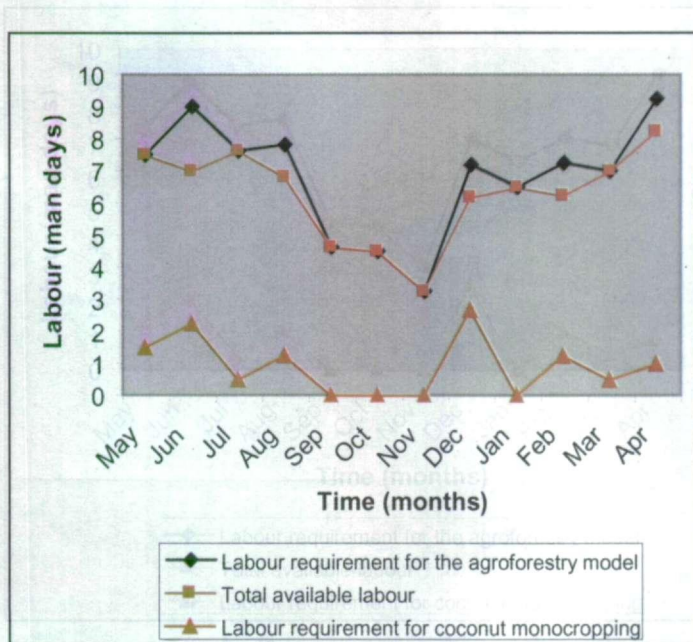 Labour (man days)
10
9
8
7
6
5
4
3
2
1
0
May
Jun
Jul
Aug
Sep
Oct
Nov
Dec
Jan
Feb
Mar
Apr
Time (months)
Labour requirement for the agroforestry model
Total available labour
Labour requirement for coconut monocropping